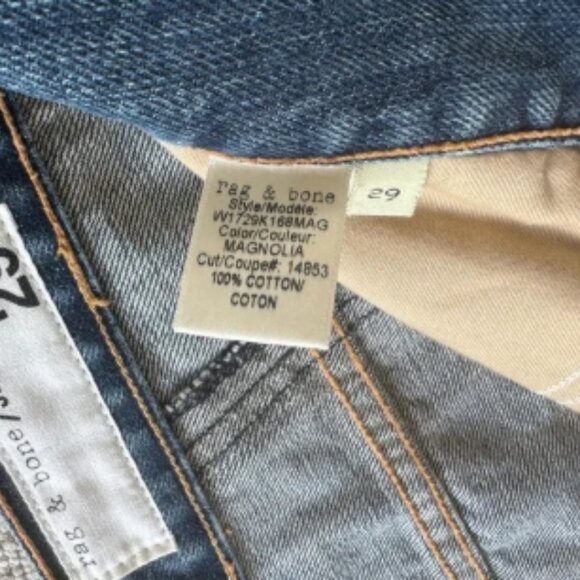 rag & bone
Style/Modèle:
W1729K168MAG
Color/Couleur:
MAGNOLIA
Cut/Coupe#: 14853
100% COTTON/
COTON
29
29
rag & bone /